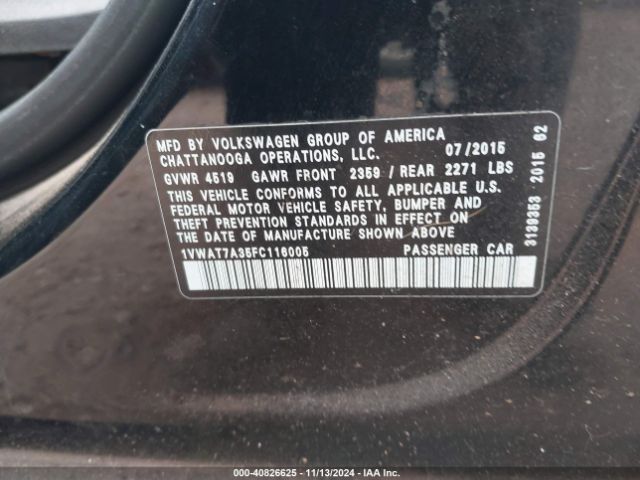 MFD BY VOLKSWAGEN GROUP OF AMERICA
CHATTANOOGA OPERATIONS, LLC. 07/2015
GVWR 4519 GAWR FRONT 2359 / REAR 2271 LBS
THIS VEHICLE CONFORMS TO ALL APPLICABLE U.S.
FEDERAL MOTOR VEHICLE SAFETY, BUMPER AND
THEFT PREVENTION STANDARDS IN EFFECT ON
THE DATE OF MANUFACTURE SHOWN ABOVE
1VWAT7A35FC116005 PASSENGER CAR
3139353 2015 62
000-40826625 - 11/13/2024 - IAA Inc.